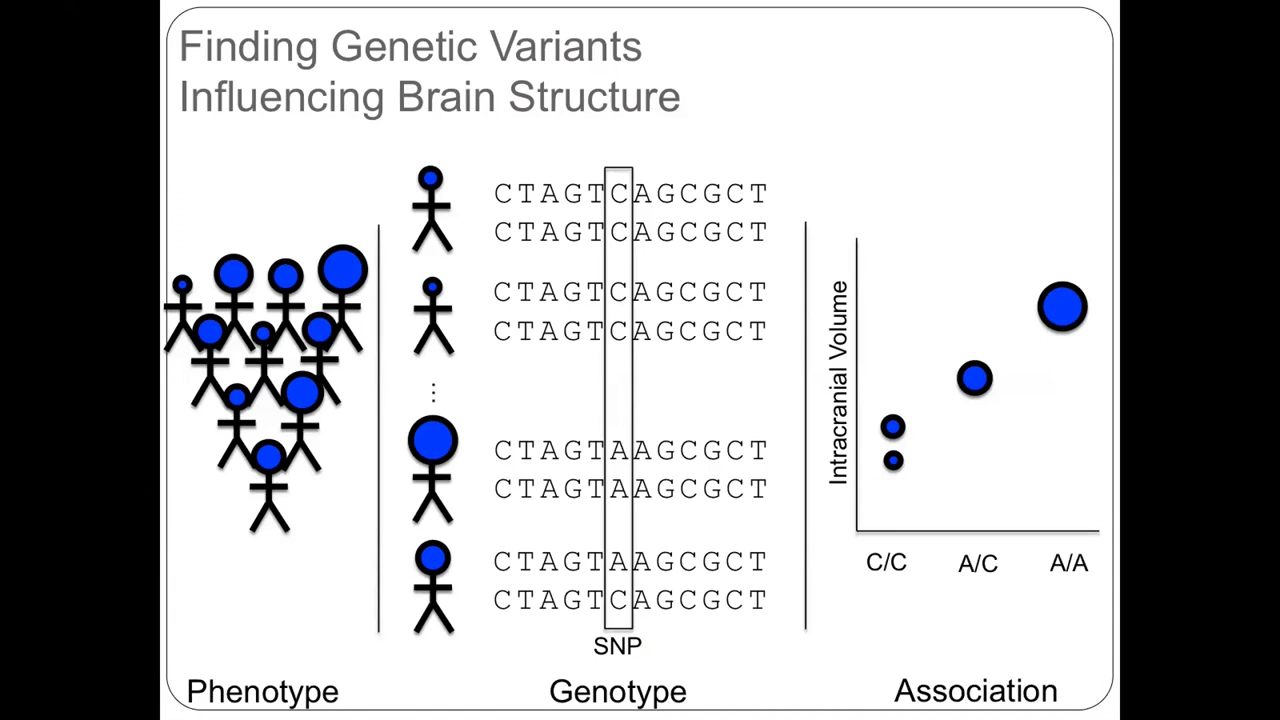 Finding Genetic Variants
Influencing Brain Structure
CTAGTCAGCGCT
CTAGTCAGCGCT
CTAGTCAGCGCT
CTAGTCAGCGCT
...
CTAGTAAGCGCT
CTAGTAAGCGCT
CTAGTAAGCGCT
CTAGTCAGCGCT
SNP
Intracranial Volume
C/C A/C A/A
Phenotype Genotype Association